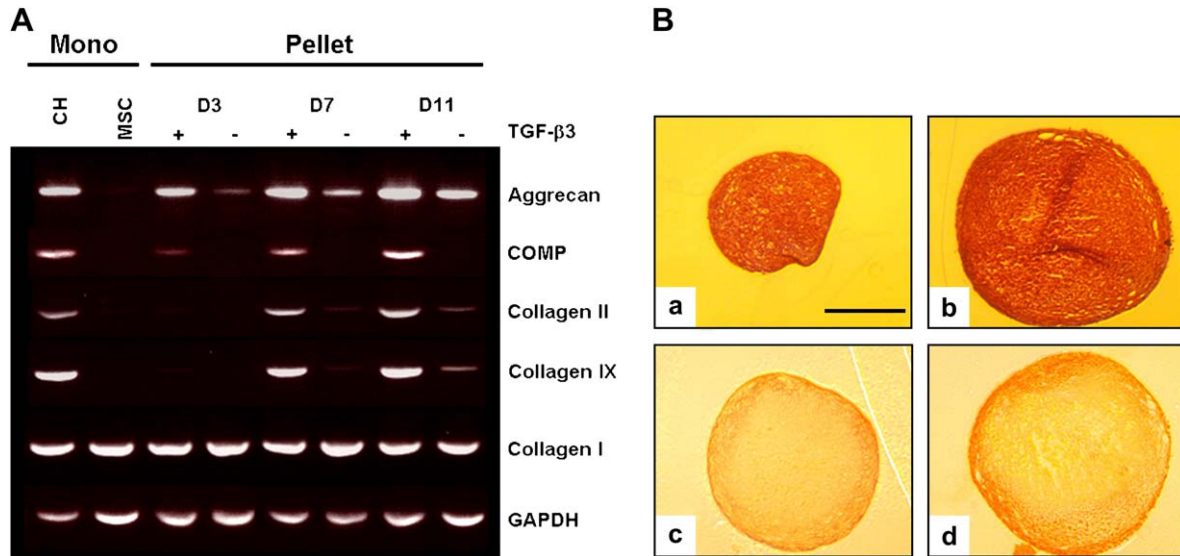 A
Mono Pellet
CH MSC D3 D7 D11
+ - + - + - TGF-β3
Aggrecan
COMP
Collagen II
Collagen IX
Collagen I
GAPDH
B
a b
c d